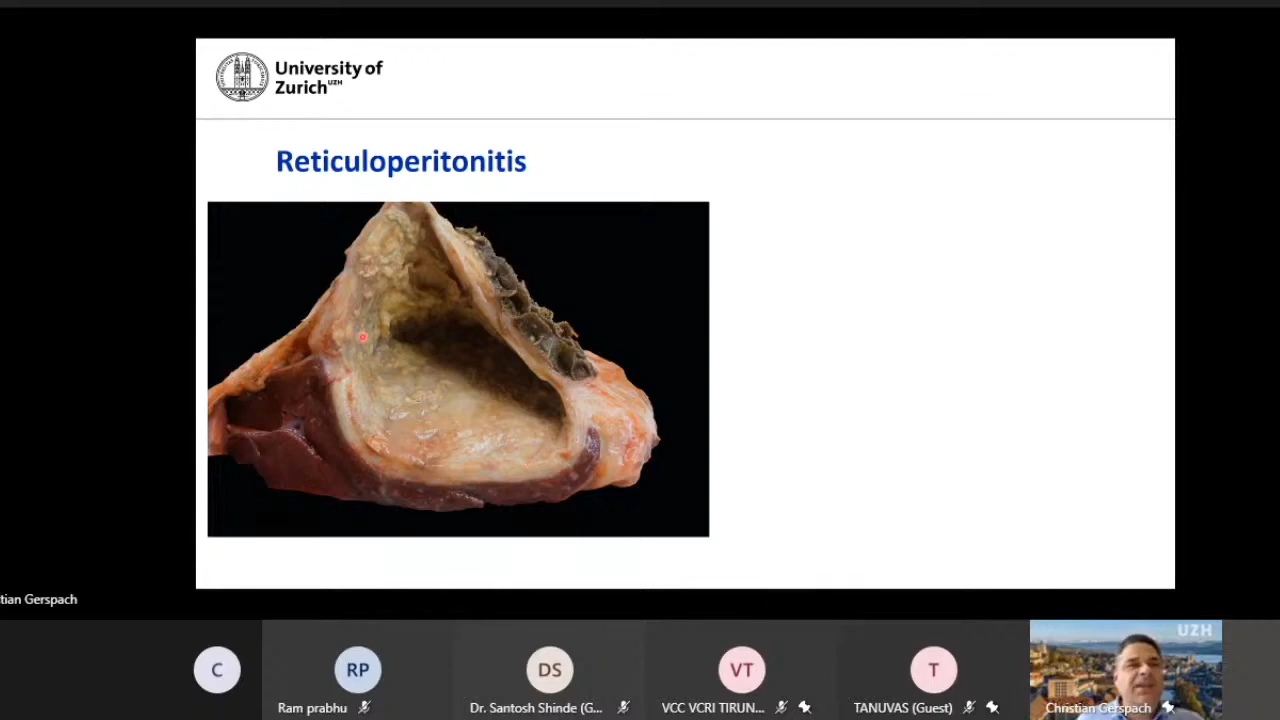 University of
Zurich UZH
Reticuloperitonitis
tian Gerspach
C
RP
DS
VT
T
UZH
Ram prabhu
Dr. Santosh Shinde (G...
VCC VCRI TIRUN...
TANUVAS (Guest)
Christian Gerspach